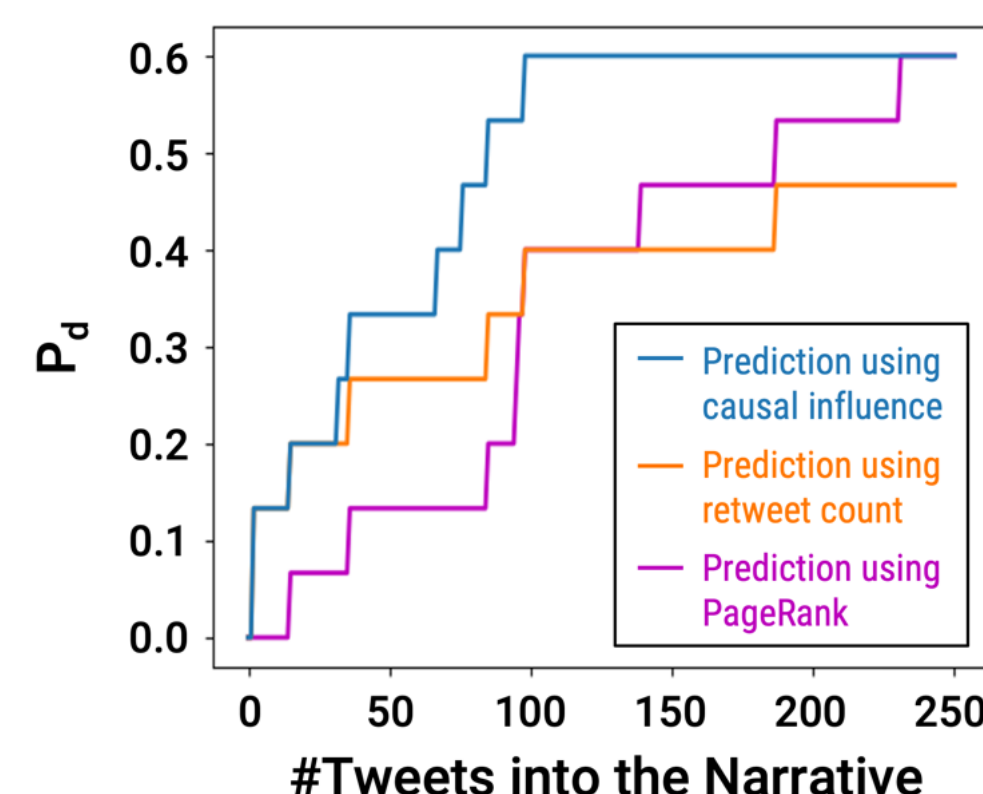 0.6
0.5
0.4
0.3
0.2
0.1
0.0
Pd
0 50 100 150 200 250
#Tweets into the Narrative
Prediction using
causal influence
Prediction using
retweet count
Prediction using
PageRank